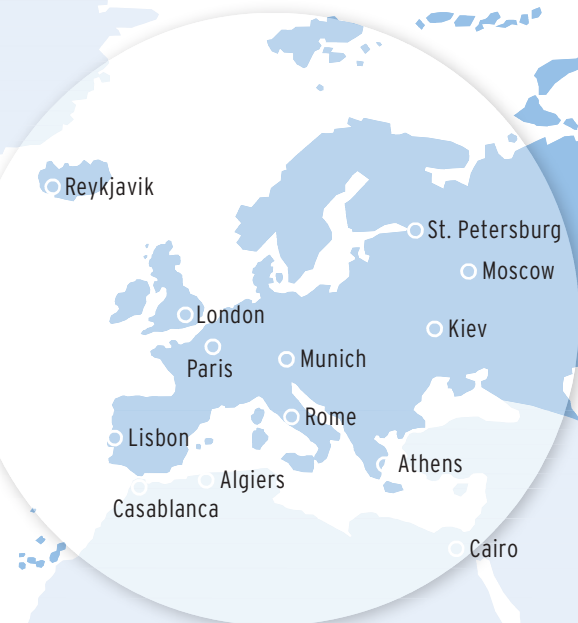 Reykjavik
St. Petersburg
Moscow
London
Kiev
Paris
Munich
Rome
Lisbon
Athens
Algiers
Casablanca
Cairo